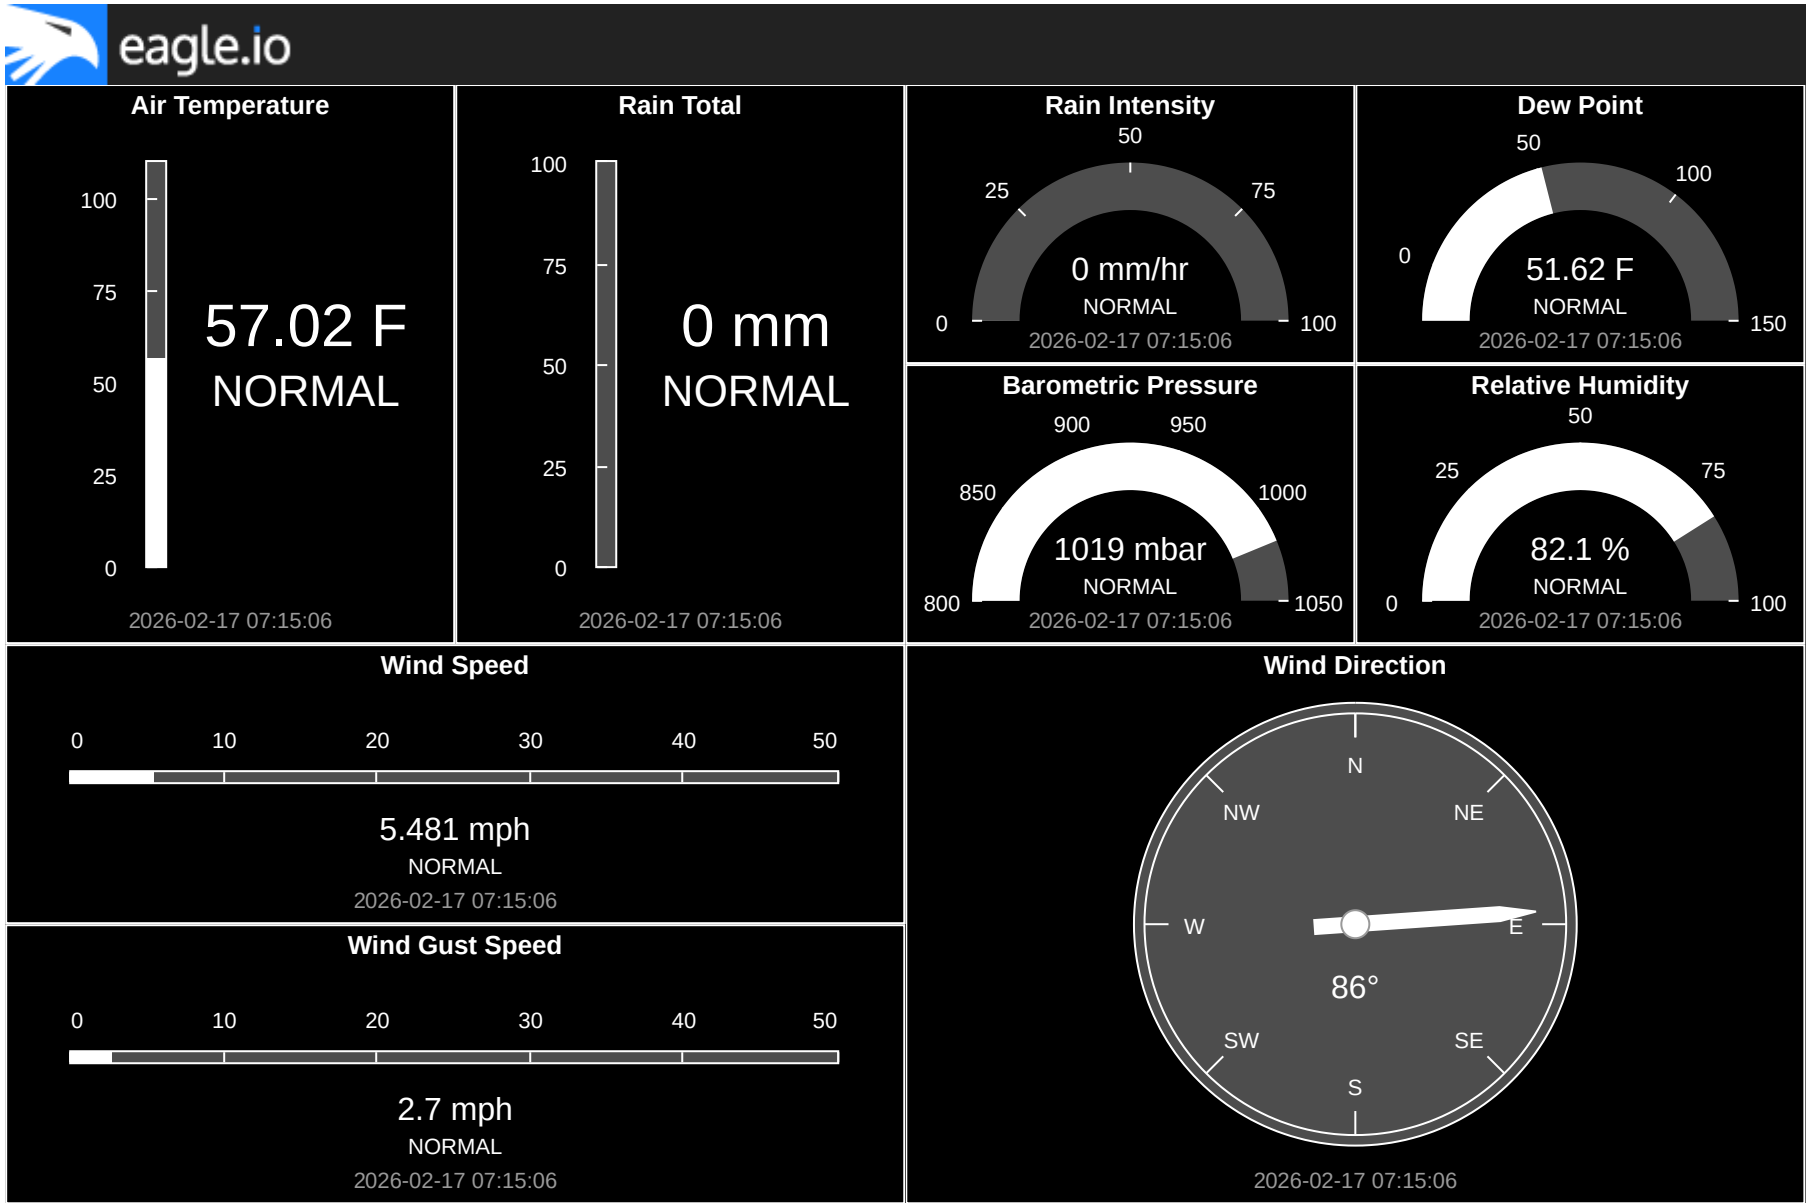 eagle.io
Air Temperature
100
75
50
25
0
57.02 F
NORMAL
2026-02-17 07:15:06
Rain Total
100
75
50
25
0
0 mm
NORMAL
2026-02-17 07:15:06
Rain Intensity
50
25
75
0
100
0 mm/hr
NORMAL
2026-02-17 07:15:06
Dew Point
50
100
0
150
51.62 F
NORMAL
2026-02-17 07:15:06
Barometric Pressure
900
950
850
1000
800
1050
1019 mbar
NORMAL
2026-02-17 07:15:06
Relative Humidity
50
25
75
0
100
82.1 %
NORMAL
2026-02-17 07:15:06
Wind Speed
0 10 20 30 40 50
5.481 mph
NORMAL
2026-02-17 07:15:06
Wind Gust Speed
0 10 20 30 40 50
2.7 mph
NORMAL
2026-02-17 07:15:06
Wind Direction
N
NW
NE
W
E
86°
SW
SE
S
2026-02-17 07:15:06